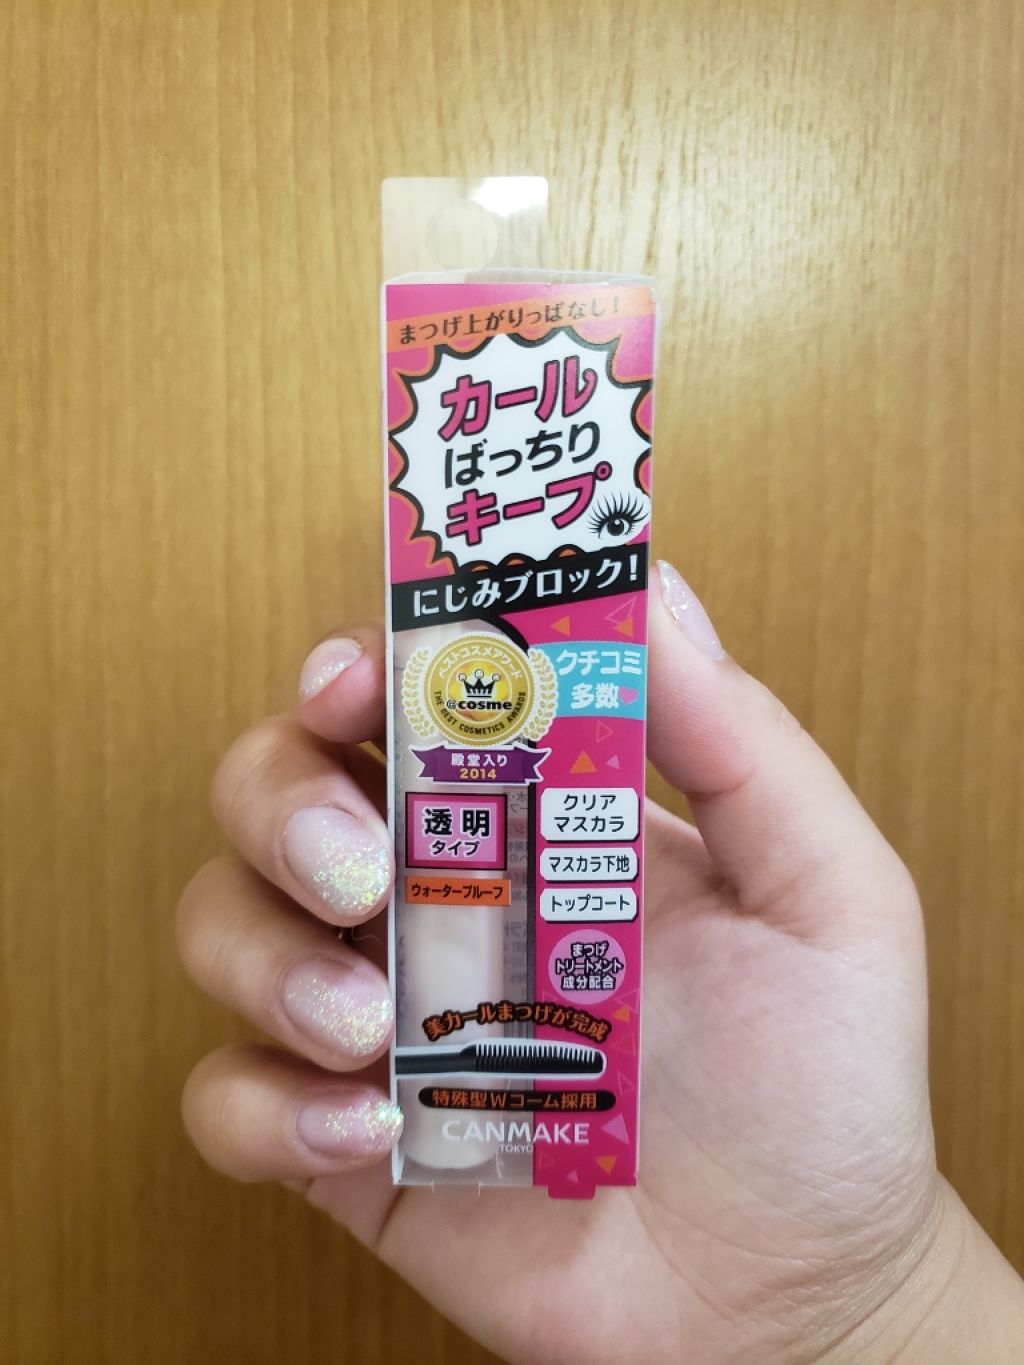 まつげ上がりっぱなし!
カール
ばっちり
キープ
にじみブロック!
ベストコスメアワード
@cosme
THE BEST COSMETICS AWARDS
殿堂入り
2014
クチコミ
多数
透明
タイプ
ウォータープルーフ
クリア
マスカラ
マスカラ下地
トップコート
まつげ
トリートメント
成分配合
美カールまつげが完成
特殊型Wコーム採用
CANMAKE
TOKYO